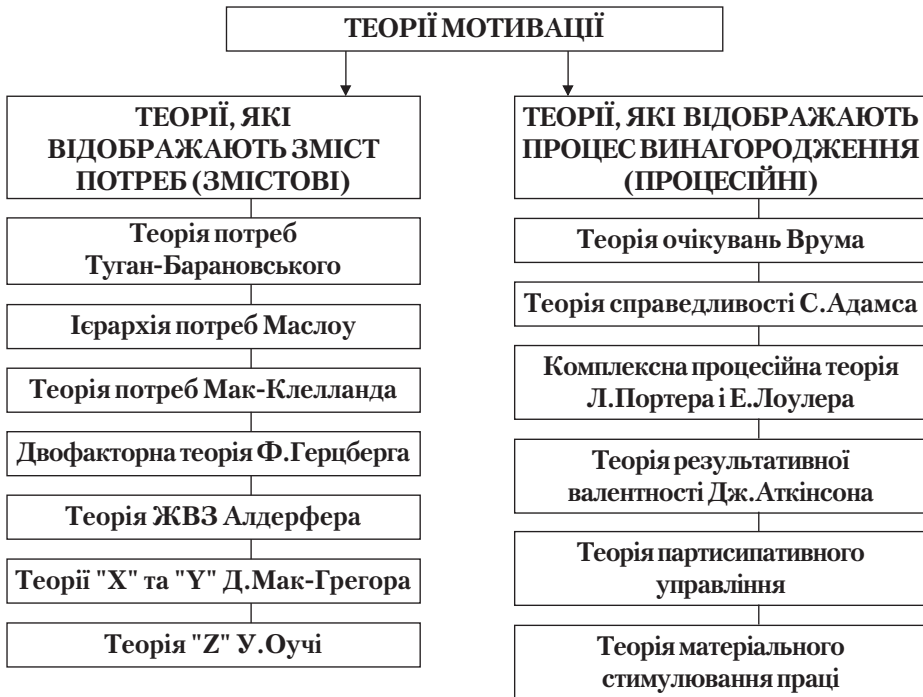 ТЕОРІЇ МОТИВАЦІЇ
ТЕОРІЇ, ЯКІ
ВІДОБРАЖАЮТЬ ЗМІСТ
ПОТРЕБ (ЗМІСТОВІ)
Теорія потреб
Туган-Барановського
Ієрархія потреб Маслоу
Теорія потреб Мак-Клелланда
Двофакторна теорія Ф.Герцберга
Теорія ЖВЗ Алдерфера
Теорії "X" та "Y" Д.Мак-Грегора
Теорія "Z" У.Оучі
ТЕОРІЇ, ЯКІ ВІДОБРАЖАЮТЬ
ПРОЦЕС ВИНАГОРОДЖЕННЯ
(ПРОЦЕСІЙНІ)
Теорія очікувань Врума
Теорія справедливості С.Адамса
Комплексна процесійна теорія
Л.Портера і Е.Лоулера
Теорія результативної
валентності Дж.Аткінсона
Теорія партисипативного
управління
Теорія матеріального
стимулювання праці